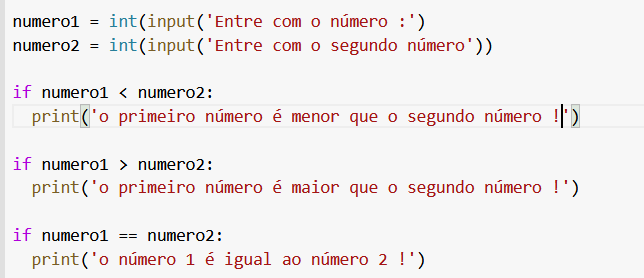 numero1 = int(input('Entre com o número :')
numero2 = int(input('Entre com o segundo número'))
if numero1 < numero2:
print('o primeiro número é menor que o segundo número !')
if numero1 > numero2:
print('o primeiro número é maior que o segundo número !')
if numero1 == numero2:
print('o número 1 é igual ao número 2 !')